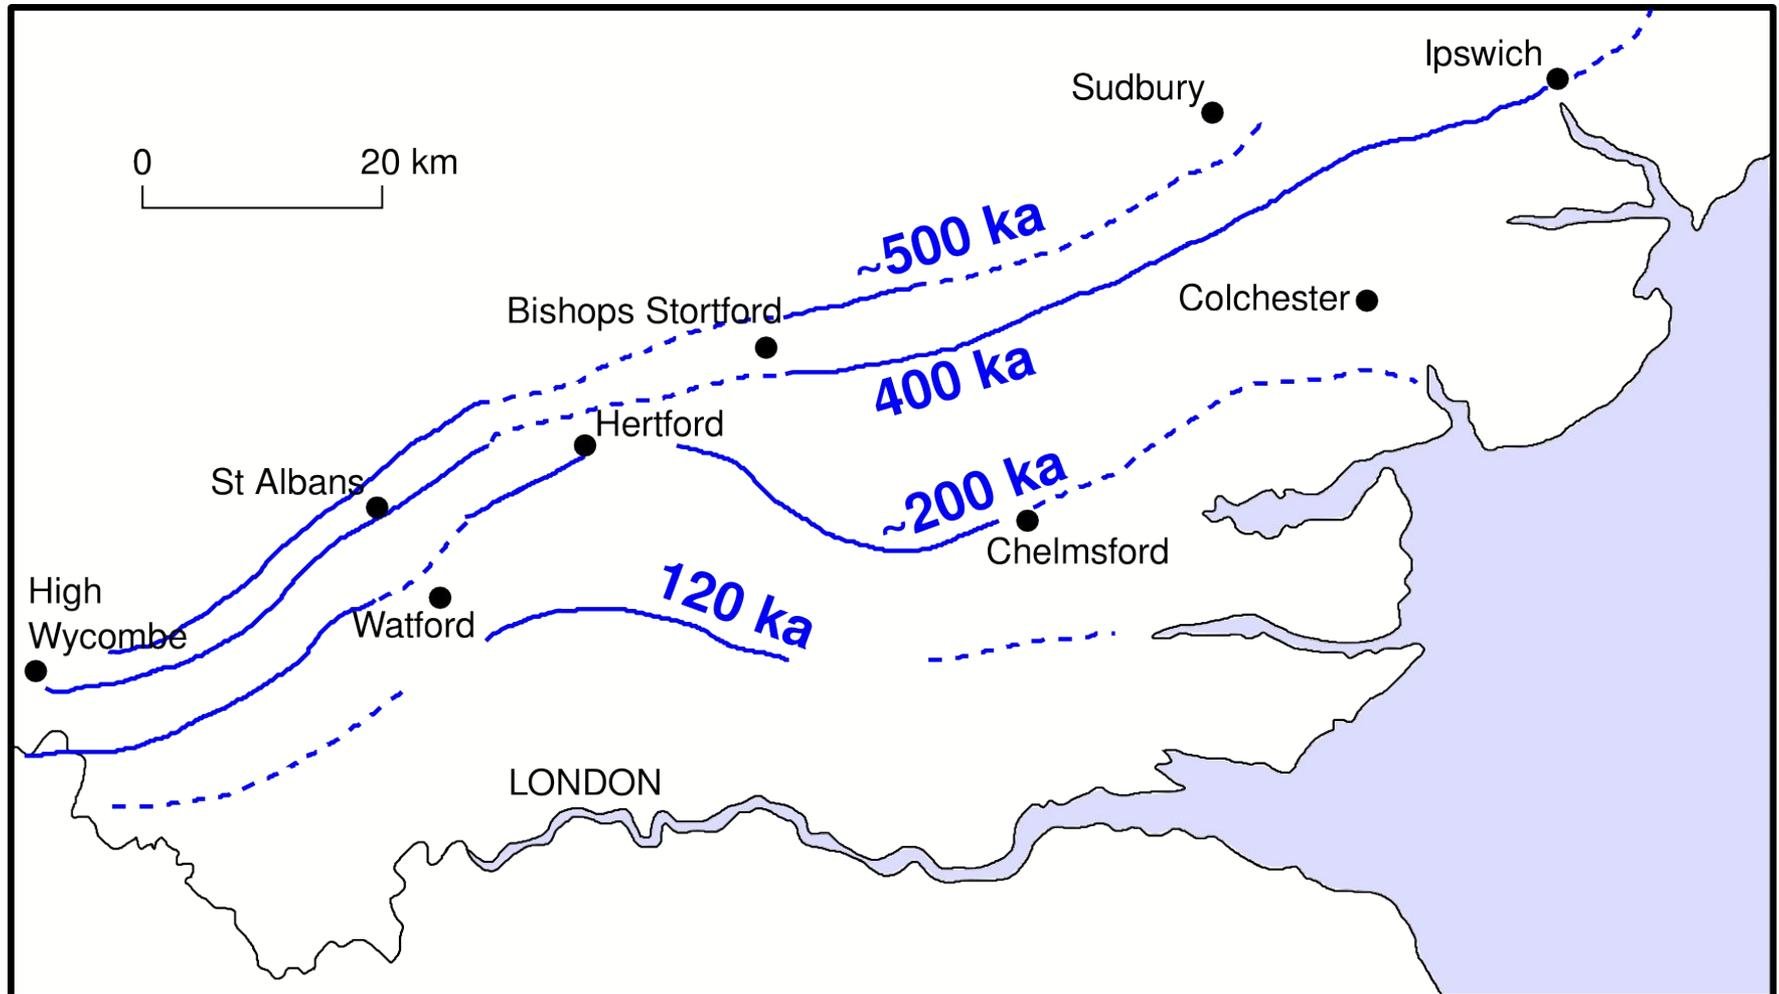 Ipswich
Sudbury
0 20 km
~500 ka
Bishops Stortford
Colchester
400 ka
Hertford
St Albans
~200 ka
Chelmsford
120 ka
High
Wycombe
Watford
LONDON